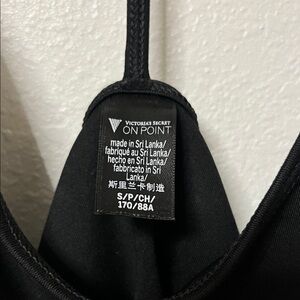 VICTORIA'S SECRET
ON POINT
made in Sri Lanka/
fabriqué au Sri Lanka/
hecho en Sri Lanka/
fabbricato in Sri
Lanka/
斯里兰卡制造
S/P/CH/
170/88A